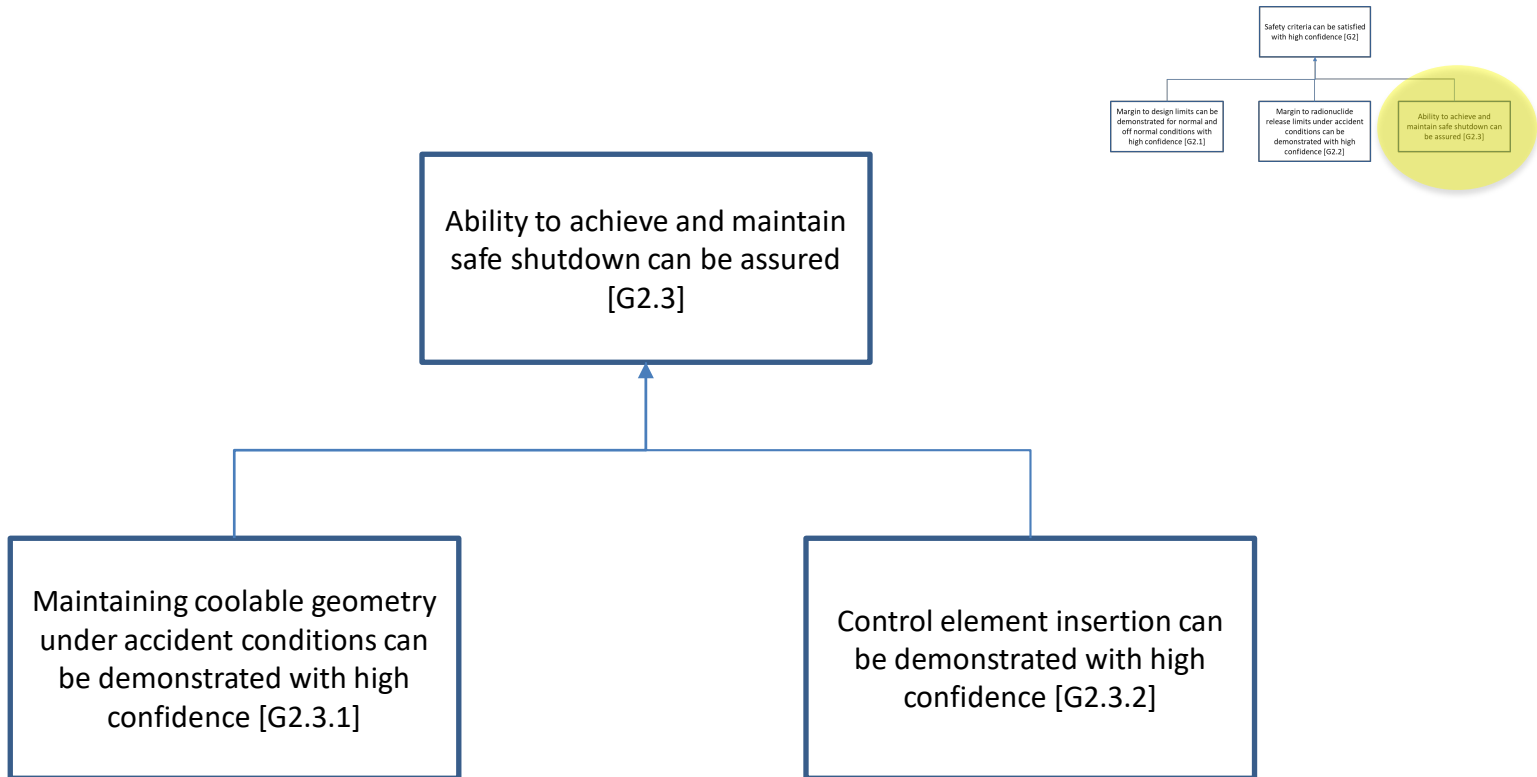 Safety criteria can be satisfied
with high confidence [G2]
Margin to design limits can be
demonstrated for normal and
off normal conditions with
high confidence [G2.1]
Margin to radionuclide
release limits under accident
conditions can be
demonstrated with high
confidence [G2.2]
Ability to achieve and
maintain safe shutdown can
be assured [G2.3]
Ability to achieve and maintain
safe shutdown can be assured
[G2.3]
Maintaining coolable geometry
under accident conditions can
be demonstrated with high
confidence [G2.3.1]
Control element insertion can
be demonstrated with high
confidence [G2.3.2]